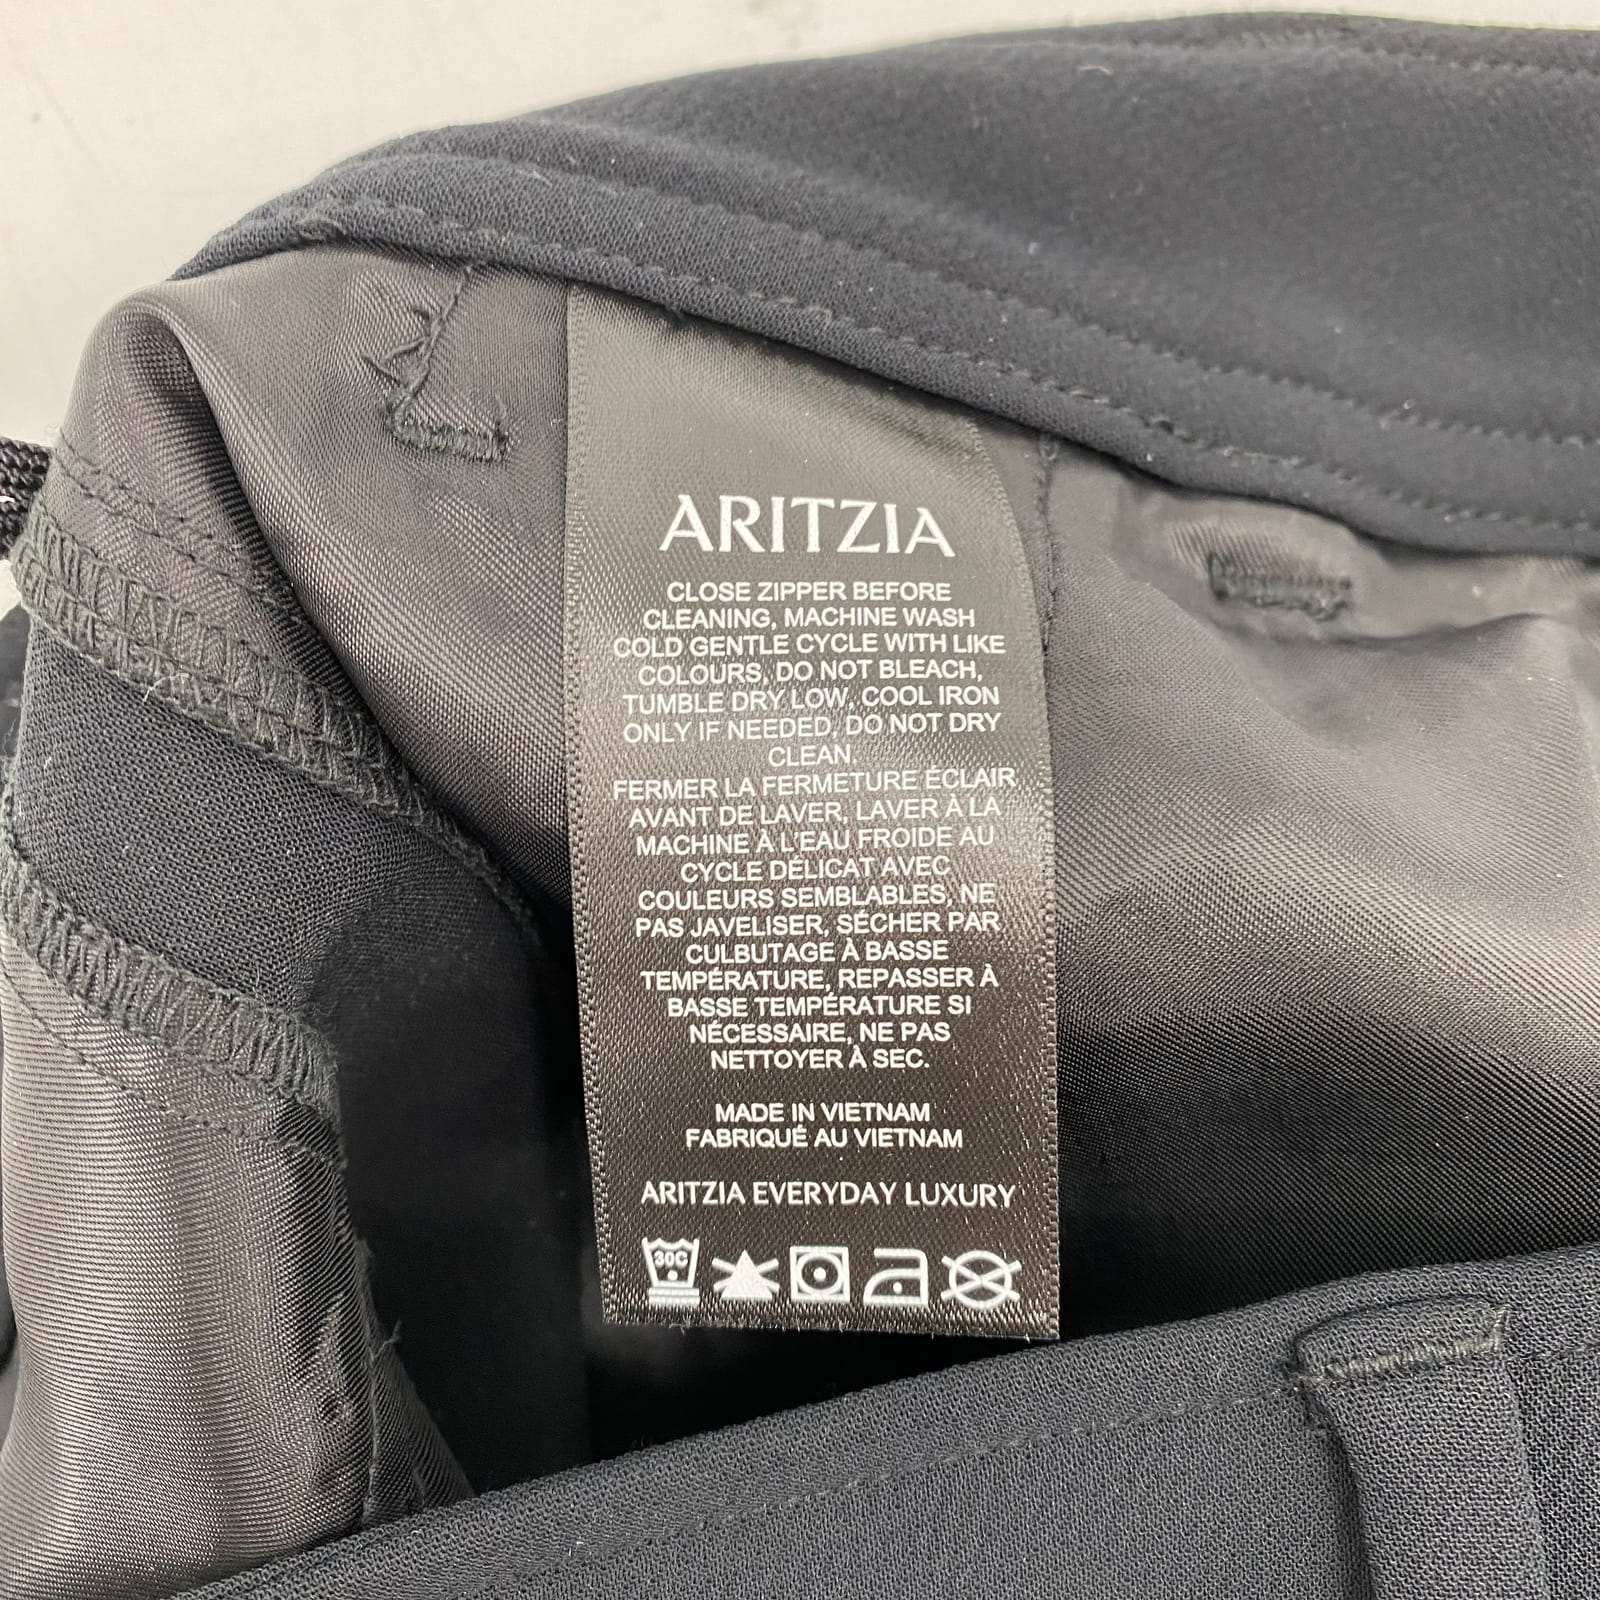 ARITZIA
CLOSE ZIPPER BEFORE
CLEANING, MACHINE WASH
COLD GENTLE CYCLE WITH LIKE
COLOURS, DO NOT BLEACH,
TUMBLE DRY LOW, COOL IRON
ONLY IF NEEDED, DO NOT DRY
CLEAN.
FERMER LA FERMETURE ÉCLAIR
AVANT DE LAVER, LAVER À LA
MACHINE À L'EAU FROIDE AU
CYCLE DÉLICAT AVEC
COULEURS SEMBLABLES, NE
PAS JAVELISER, SÉCHER PAR
CULBUTAGE À BASSE
TEMPÉRATURE, REPASSER À
BASSE TEMPÉRATURE SI
NÉCESSAIRE, NE PAS
NETTOYER À SEC.
MADE IN VIETNAM
FABRIQUÉ AU VIETNAM
ARITZIA EVERYDAY LUXURY
30C